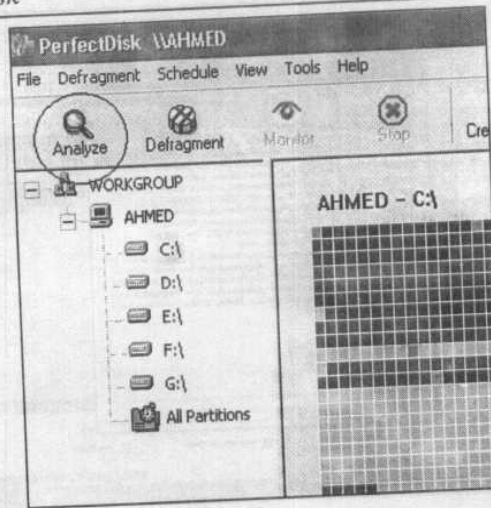 PerfectDisk \\AHMED
File Defragment Schedule View Tools Help
Analyze Defragment Monitor Stop Cre
WORKGROUP
AHMED
C:\
D:\
E:\
F:\
G:\
All Partitions
AHMED - C:\